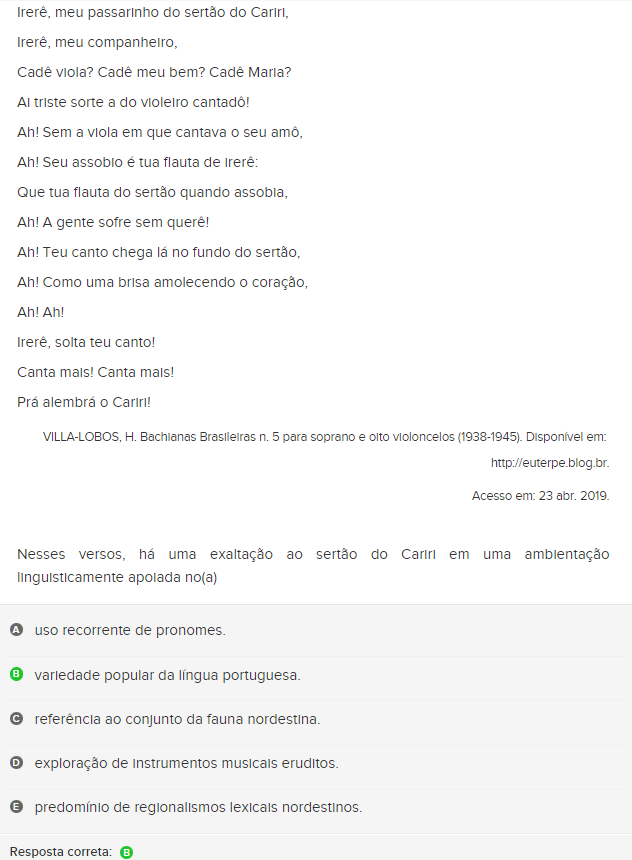 Irerê, meu passarinho do sertão do Cariri,
Irerê, meu companheiro,
Cadê viola? Cadê meu bem? Cadê Maria?
Ai triste sorte a do violeiro cantadô!
Ah! Sem a viola em que cantava o seu amô,
Ah! Seu assobio é tua flauta de irerê:
Que tua flauta do sertão quando assobia,
Ah! A gente sofre sem querê!
Ah! Teu canto chega lá no fundo do sertão,
Ah! Como uma brisa amolecendo o coração,
Ah! Ah!
Irerê, solta teu canto!
Canta mais! Canta mais!
Prá alembrá o Cariri!
VILLA-LOBOS, H. Bachianas Brasileiras n. 5 para soprano e oito violoncelos (1938-1945). Disponível em:
http://euterpe.blog.br.
Acesso em: 23 abr. 2019.
Nesses versos, há uma exaltação ao sertão do Cariri em uma ambientação
linguisticamente apoiada no(a)
A uso recorrente de pronomes.
B variedade popular da língua portuguesa.
C referência ao conjunto da fauna nordestina.
D exploração de instrumentos musicais eruditos.
E predomínio de regionalismos lexicais nordestinos.
Resposta correta: B